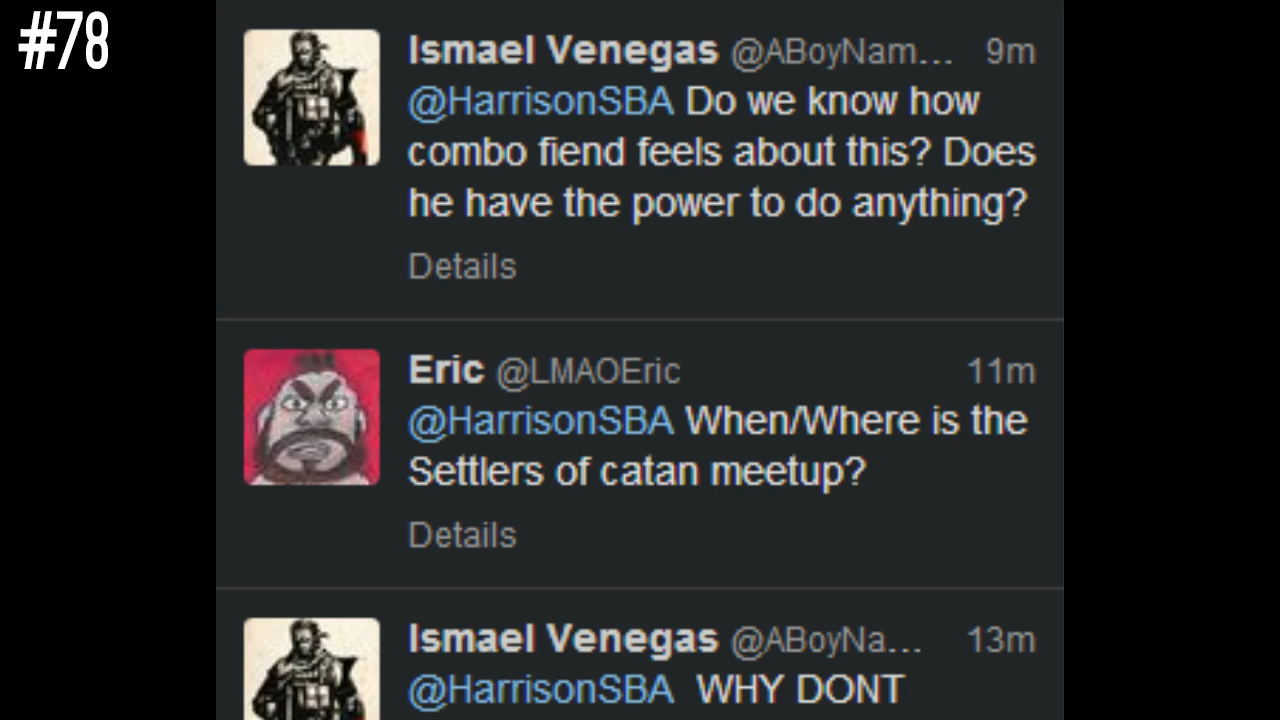 #78
Ismael Venegas @ABoyNam... 9m
@HarrisonSBA Do we know how
combo fiend feels about this? Does
he have the power to do anything?
Details
Eric @LMAOEric 11m
@HarrisonSBA When/Where is the
Settlers of catan meetup?
Details
Ismael Venegas @ABoyNa... 13m
@HarrisonSBA WHY DONT